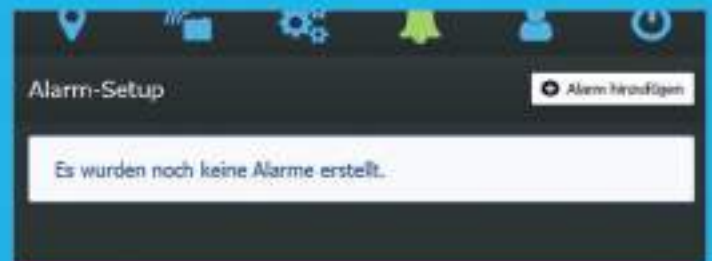 Alarm-Setup
Alarm hinzufügen
Es wurden noch keine Alarme erstellt.